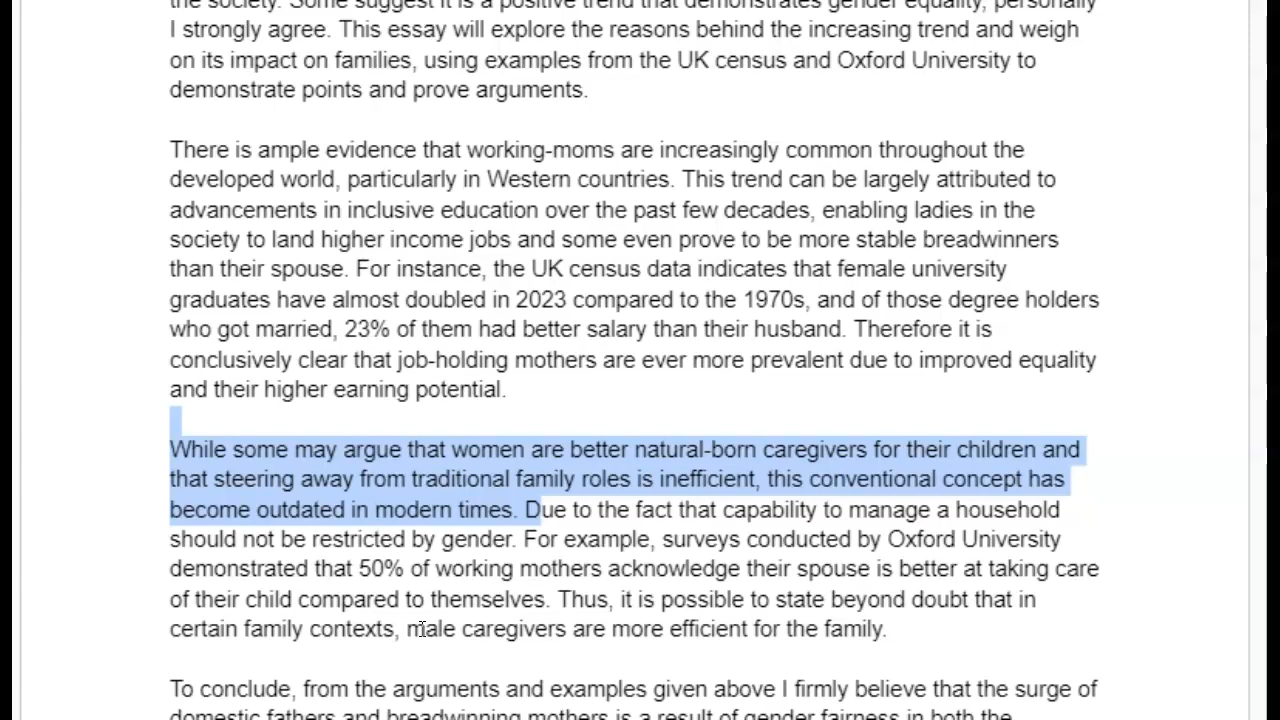 the society. Some suggest it is a positive trend that demonstrates gender equality, personally
I strongly agree. This essay will explore the reasons behind the increasing trend and weigh
on its impact on families, using examples from the UK census and Oxford University to
demonstrate points and prove arguments.
There is ample evidence that working-moms are increasingly common throughout the
developed world, particularly in Western countries. This trend can be largely attributed to
advancements in inclusive education over the past few decades, enabling ladies in the
society to land higher income jobs and some even prove to be more stable breadwinners
than their spouse. For instance, the UK census data indicates that female university
graduates have almost doubled in 2023 compared to the 1970s, and of those degree holders
who got married, 23% of them had better salary than their husband. Therefore it is
conclusively clear that job-holding mothers are ever more prevalent due to improved equality
and their higher earning potential.
While some may argue that women are better natural-born caregivers for their children and
that steering away from traditional family roles is inefficient, this conventional concept has
become outdated in modern times. Due to the fact that capability to manage a household
should not be restricted by gender. For example, surveys conducted by Oxford University
demonstrated that 50% of working mothers acknowledge their spouse is better at taking care
of their child compared to themselves. Thus, it is possible to state beyond doubt that in
certain family contexts, male caregivers are more efficient for the family.
To conclude, from the arguments and examples given above I firmly believe that the surge of
domestic fathers and breadwinning mothers is a result of gender fairness in both the